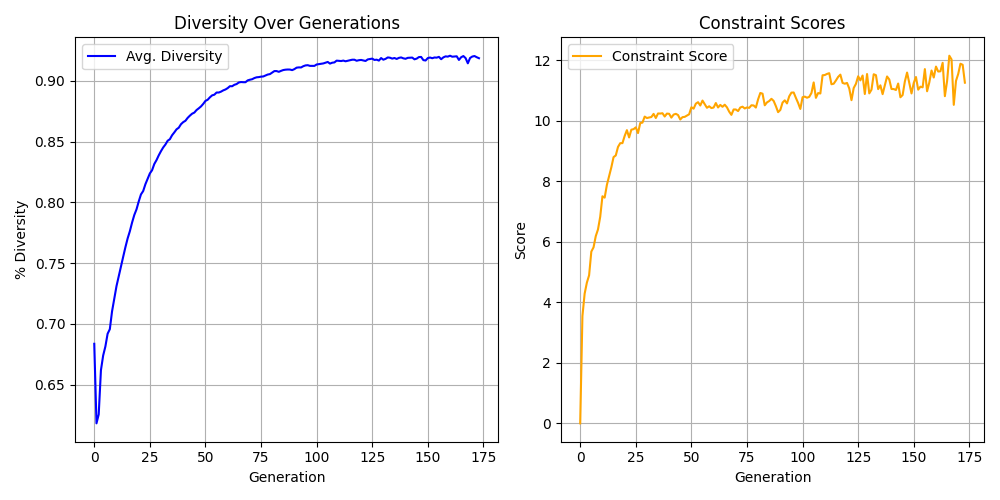 Diversity Over Generations
Avg. Diversity
% Diversity
0.90
0.85
0.80
0.75
0.70
0.65
0 25 50 75 100 125 150 175
Generation
Constraint Scores
Constraint Score
Score
12
10
8
6
4
2
0
0 25 50 75 100 125 150 175
Generation